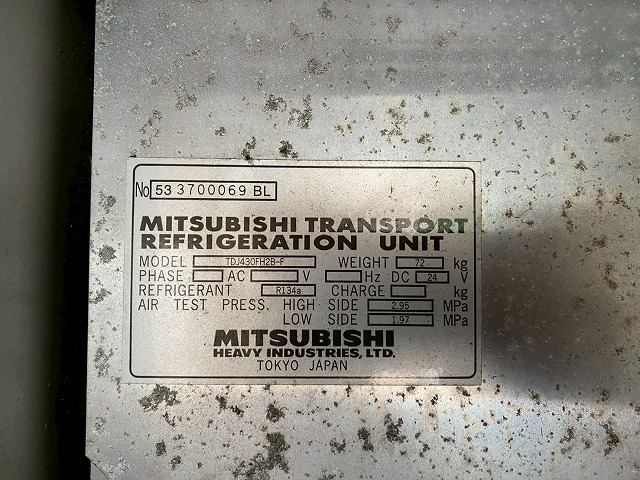 No 53 3700069 BL
MITSUBISHI TRANSPORT
REFRIGERATION UNIT
MODEL TDJ430FH2B-F WEIGHT 72 kg
PHASE AC V Hz DC 24 V
REFRIGERANT R134a CHARGE kg
AIR TEST PRESS. HIGH SIDE 2.95 MPa
LOW SIDE 1.97 MPa
MITSUBISHI
HEAVY INDUSTRIES, LTD.
TOKYO JAPAN